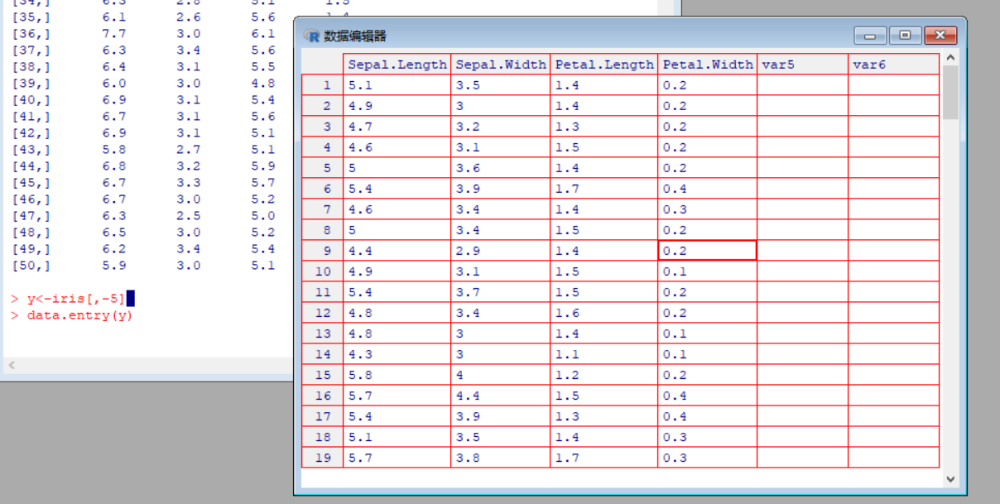 [34,] 6.3 2.8 5.1 1.5
[35,] 6.1 2.6 5.6 1.4
[36,] 7.7 3.0 6.1
[37,] 6.3 3.4 5.6
[38,] 6.4 3.1 5.5
[39,] 6.0 3.0 4.8
[40,] 6.9 3.1 5.4
[41,] 6.7 3.1 5.6
[42,] 6.9 3.1 5.1
[43,] 5.8 2.7 5.1
[44,] 6.8 3.2 5.9
[45,] 6.7 3.3 5.7
[46,] 6.7 3.0 5.2
[47,] 6.3 2.5 5.0
[48,] 6.5 3.0 5.2
[49,] 6.2 3.4 5.4
[50,] 5.9 3.0 5.1
> y<-iris[,-5]
> data.entry(y)
R 数据编辑器
Sepal.Length Sepal.Width Petal.Length Petal.Width var5 var6
1 5.1 3.5 1.4 0.2
2 4.9 3 1.4 0.2
3 4.7 3.2 1.3 0.2
4 4.6 3.1 1.5 0.2
5 5 3.6 1.4 0.2
6 5.4 3.9 1.7 0.4
7 4.6 3.4 1.4 0.3
8 5 3.4 1.5 0.2
9 4.4 2.9 1.4 0.2
10 4.9 3.1 1.5 0.1
11 5.4 3.7 1.5 0.2
12 4.8 3.4 1.6 0.2
13 4.8 3 1.4 0.1
14 4.3 3 1.1 0.1
15 5.8 4 1.2 0.2
16 5.7 4.4 1.5 0.4
17 5.4 3.9 1.3 0.4
18 5.1 3.5 1.4 0.3
19 5.7 3.8 1.7 0.3